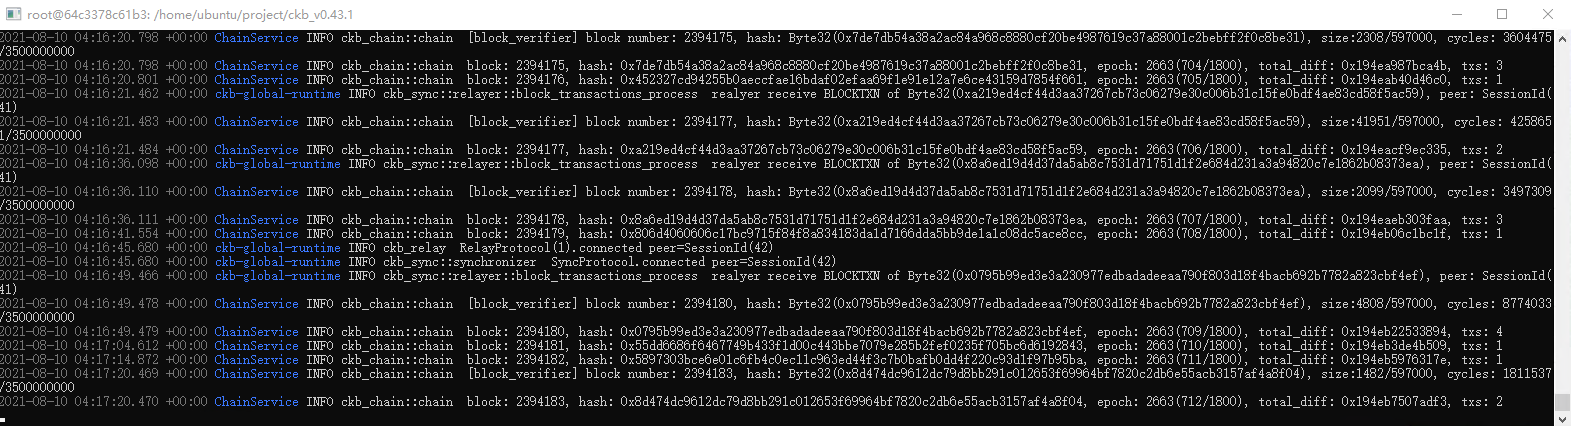 root@64c3378c61b3: /home/ubuntu/project/ckb_v0.43.1
2021-08-10 04:16:20.798 +00:00 ChainService INFO ckb_chain::chain  [block_verifier] block number: 2394175, hash: Byte32(0x7de7db54a38a2ac84a968c8880cf20be4987619c37a88001c2bebff2f0c8be31), size:2308/597000, cycles: 3604475
/3500000000
2021-08-10 04:16:20.798 +00:00 ChainService INFO ckb_chain::chain  block: 2394175, hash: 0x7de7db54a38a2ac84a968c8880cf20be4987619c37a88001c2bebff2f0c8be31, epoch: 2663(704/1800), total_diff: 0x194ea987bca4b, txs: 3
2021-08-10 04:16:20.801 +00:00 ChainService INFO ckb_chain::chain  block: 2394176, hash: 0x452327cd94255b0aeccfae16bdaf02efaa69f1e91e12a7e6ce43159d7854f661, epoch: 2663(705/1800), total_diff: 0x194eab40d46c0, txs: 1
2021-08-10 04:16:21.462 +00:00 ckb-global-runtime INFO ckb_sync::relayer::block_transactions_process  realyer receive BLOCKTXN of Byte32(0xa219ed4cf44d3aa37267cb73c06279e30c006b31c15fe0bdf4ae83cd58f5ac59), peer: SessionId(
41)
2021-08-10 04:16:21.483 +00:00 ChainService INFO ckb_chain::chain  [block_verifier] block number: 2394177, hash: Byte32(0xa219ed4cf44d3aa37267cb73c06279e30c006b31c15fe0bdf4ae83cd58f5ac59), size:41951/597000, cycles: 425865
1/3500000000
2021-08-10 04:16:21.484 +00:00 ChainService INFO ckb_chain::chain  block: 2394177, hash: 0xa219ed4cf44d3aa37267cb73c06279e30c006b31c15fe0bdf4ae83cd58f5ac59, epoch: 2663(706/1800), total_diff: 0x194eacf9ec335, txs: 2
2021-08-10 04:16:36.098 +00:00 ckb-global-runtime INFO ckb_sync::relayer::block_transactions_process  realyer receive BLOCKTXN of Byte32(0x8a6ed19d4d37da5ab8c7531d71751d1f2e684d231a3a94820c7e1862b08373ea), peer: SessionId(
41)
2021-08-10 04:16:36.110 +00:00 ChainService INFO ckb_chain::chain  [block_verifier] block number: 2394178, hash: Byte32(0x8a6ed19d4d37da5ab8c7531d71751d1f2e684d231a3a94820c7e1862b08373ea), size:2099/597000, cycles: 3497309
/3500000000
2021-08-10 04:16:36.111 +00:00 ChainService INFO ckb_chain::chain  block: 2394178, hash: 0x8a6ed19d4d37da5ab8c7531d71751d1f2e684d231a3a94820c7e1862b08373ea, epoch: 2663(707/1800), total_diff: 0x194eaeb303faa, txs: 3
2021-08-10 04:16:41.554 +00:00 ChainService INFO ckb_chain::chain  block: 2394179, hash: 0x806d4060606c17bc9715f84f8a834183da1d7166dda5bb9de1a1c08dc5ace8cc, epoch: 2663(708/1800), total_diff: 0x194eb06c1bc1f, txs: 1
2021-08-10 04:16:45.680 +00:00 ckb-global-runtime INFO ckb_relay  RelayProtocol(1).connected peer=SessionId(42)
2021-08-10 04:16:45.680 +00:00 ckb-global-runtime INFO ckb_sync::synchronizer  SyncProtocol.connected peer=SessionId(42)
2021-08-10 04:16:49.466 +00:00 ckb-global-runtime INFO ckb_sync::relayer::block_transactions_process  realyer receive BLOCKTXN of Byte32(0x0795b99ed3e3a230977edbadadeeaa790f803d18f4bacb692b7782a823cbf4ef), peer: SessionId(
41)
2021-08-10 04:16:49.478 +00:00 ChainService INFO ckb_chain::chain  [block_verifier] block number: 2394180, hash: Byte32(0x0795b99ed3e3a230977edbadadeeaa790f803d18f4bacb692b7782a823cbf4ef), size:4808/597000, cycles: 8774033
/3500000000
2021-08-10 04:16:49.479 +00:00 ChainService INFO ckb_chain::chain  block: 2394180, hash: 0x0795b99ed3e3a230977edbadadeeaa790f803d18f4bacb692b7782a823cbf4ef, epoch: 2663(709/1800), total_diff: 0x194eb22533894, txs: 4
2021-08-10 04:17:04.612 +00:00 ChainService INFO ckb_chain::chain  block: 2394181, hash: 0x55dd6686f6467749b433f1d00c443bbe7079e285b2fef0235f705bc6d6192843, epoch: 2663(710/1800), total_diff: 0x194eb3de4b509, txs: 1
2021-08-10 04:17:14.872 +00:00 ChainService INFO ckb_chain::chain  block: 2394182, hash: 0x5897303bce6e01c6fb4c0ec11c963ed44f3c7b0bafb0dd4f220c93d1f97b95ba, epoch: 2663(711/1800), total_diff: 0x194eb5976317e, txs: 1
2021-08-10 04:17:20.469 +00:00 ChainService INFO ckb_chain::chain  [block_verifier] block number: 2394183, hash: Byte32(0x8d474dc9612dc79d8bb291c012653f69964bf7820c2db6e55acb3157af4a8f04), size:1482/597000, cycles: 1811537
/3500000000
2021-08-10 04:17:20.470 +00:00 ChainService INFO ckb_chain::chain  block: 2394183, hash: 0x8d474dc9612dc79d8bb291c012653f69964bf7820c2db6e55acb3157af4a8f04, epoch: 2663(712/1800), total_diff: 0x194eb7507adf3, txs: 2